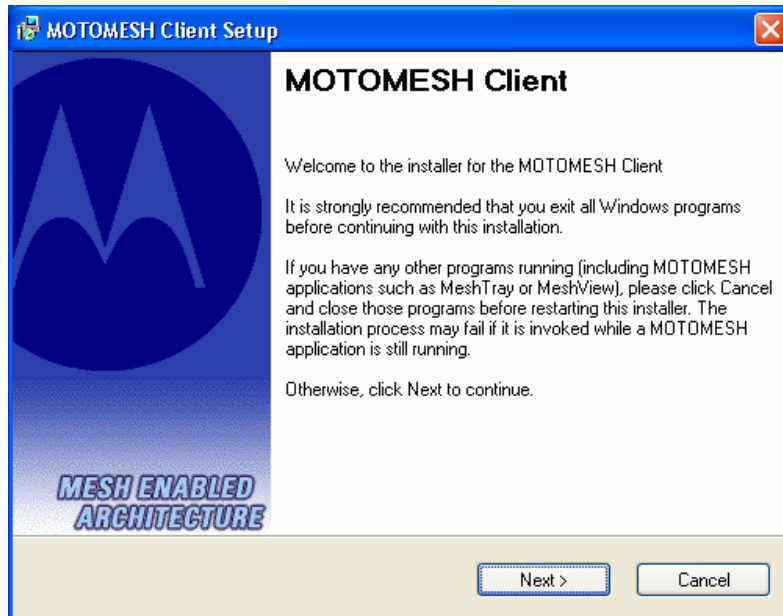 MOTOMESH Client Setup
MOTOMESH Client
Welcome to the installer for the MOTOMESH Client
It is strongly recommended that you exit all Windows programs
before continuing with this installation.
If you have any other programs running (including MOTOMESH
applications such as MeshTray or MeshView), please click Cancel
and close those programs before restarting this installer. The
installation process may fail if it is invoked while a MOTOMESH
application is still running.
Otherwise, click Next to continue.
MESH ENABLED
ARCHITECTURE
Next >
Cancel